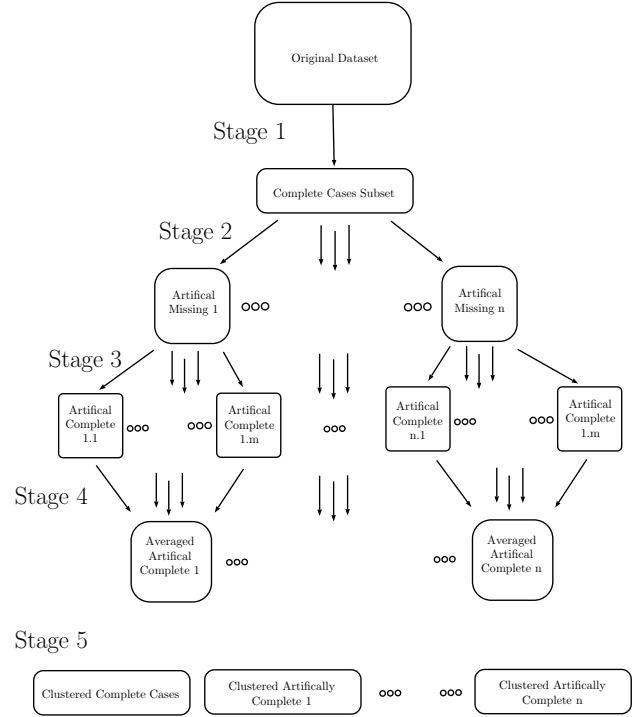 Original Dataset
Stage 1
Complete Cases Subset
Stage 2
Artifical
Missing 1
Artifical
Missing n
Stage 3
Artifical
Complete
1.1
Artifical
Complete
1.m
Artifical
Complete
n.1
Artifical
Complete
1.m
Stage 4
Averaged
Artifical
Complete 1
Averaged
Artifical
Complete n
Stage 5
Clustered Complete Cases
Clustered Artifically
Complete 1
Clustered Artifically
Complete n